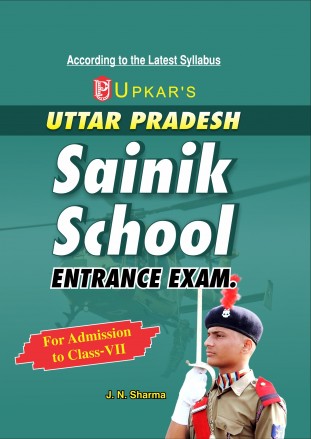 According to the Latest Syllabus
UPKAR'S
UTTAR PRADESH
Sainik
School
ENTRANCE EXAM.
For Admission
to Class-VII
J. N. Sharma